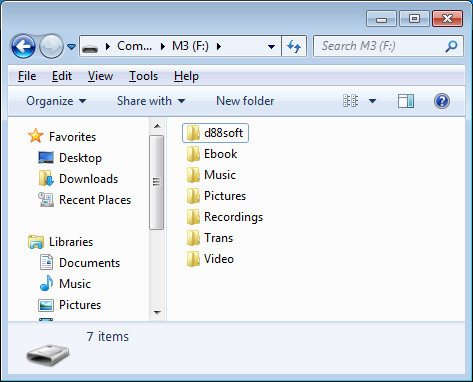 Com... M3 (F:) Search M3 (F:)
File Edit View Tools Help
Organize Share with New folder
Favorites
Desktop
Downloads
Recent Places
Libraries
Documents
Music
Pictures
d88soft
Ebook
Music
Pictures
Recordings
Trans
Video
7 items